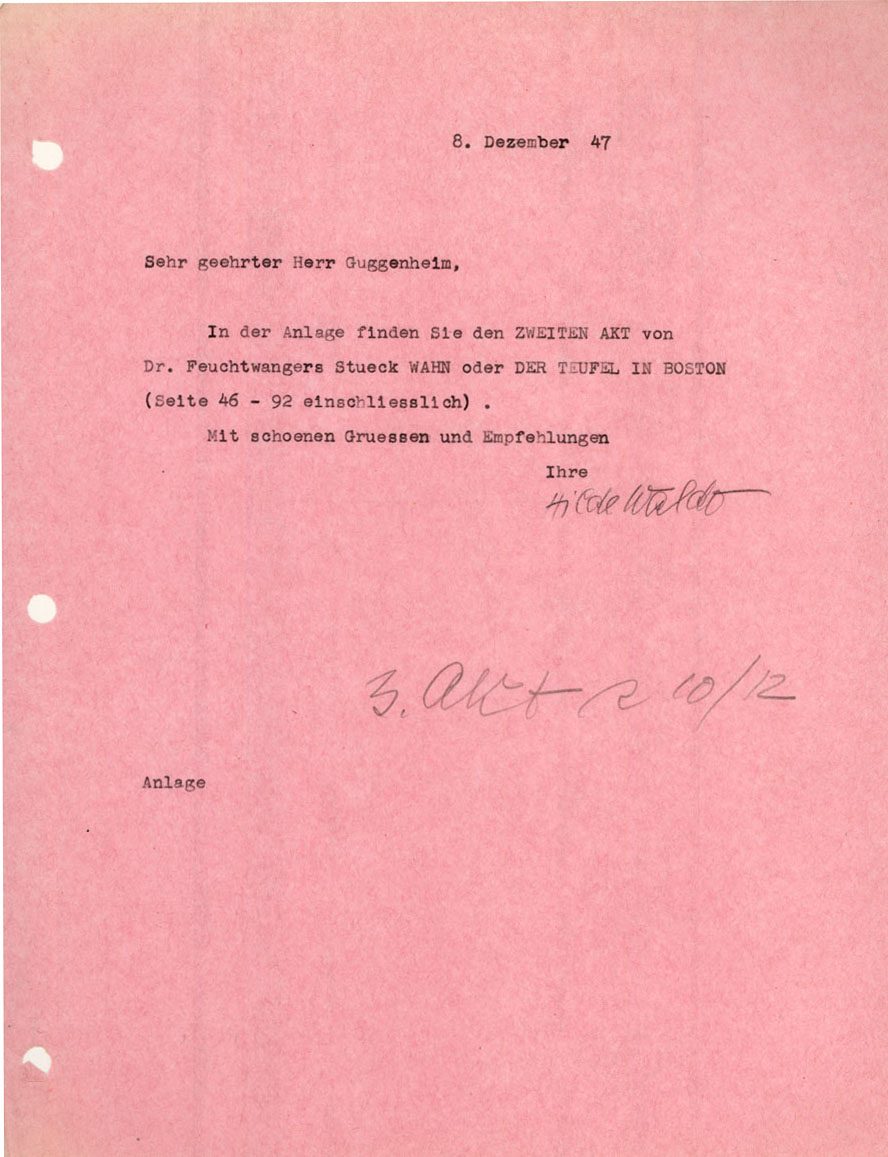 8. Dezember 47
Sehr geehrter Herr Guggenheim,
In der Anlage finden Sie den ZWEITEN AKT von
Dr. Feuchtwangers Stueck WAHN oder DER TEUFEL IN BOSTON
(Seite 46 - 92 einschliesslich) .
Mit schoenen Gruessen und Empfehlungen
Ihre
Hilde Waldo
3. Akt 10/12
Anlage